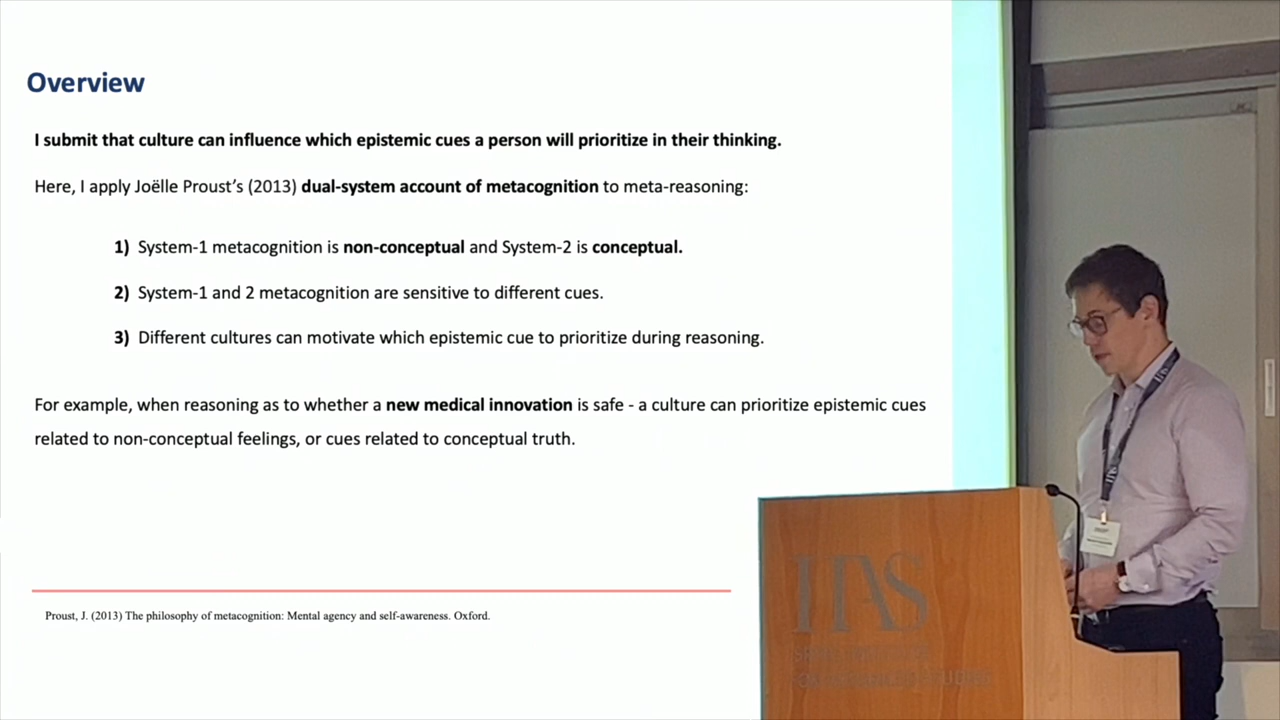 Overview
I submit that culture can influence which epistemic cues a person will prioritize in their thinking.
Here, I apply Joëlle Proust’s (2013) dual-system account of metacognition to meta-reasoning:
1) System-1 metacognition is non-conceptual and System-2 is conceptual.
2) System-1 and 2 metacognition are sensitive to different cues.
3) Different cultures can motivate which epistemic cue to prioritize during reasoning.
For example, when reasoning as to whether a new medical innovation is safe - a culture can prioritize epistemic cues
related to non-conceptual feelings, or cues related to conceptual truth.
Proust, J. (2013) The philosophy of metacognition: Mental agency and self-awareness. Oxford.